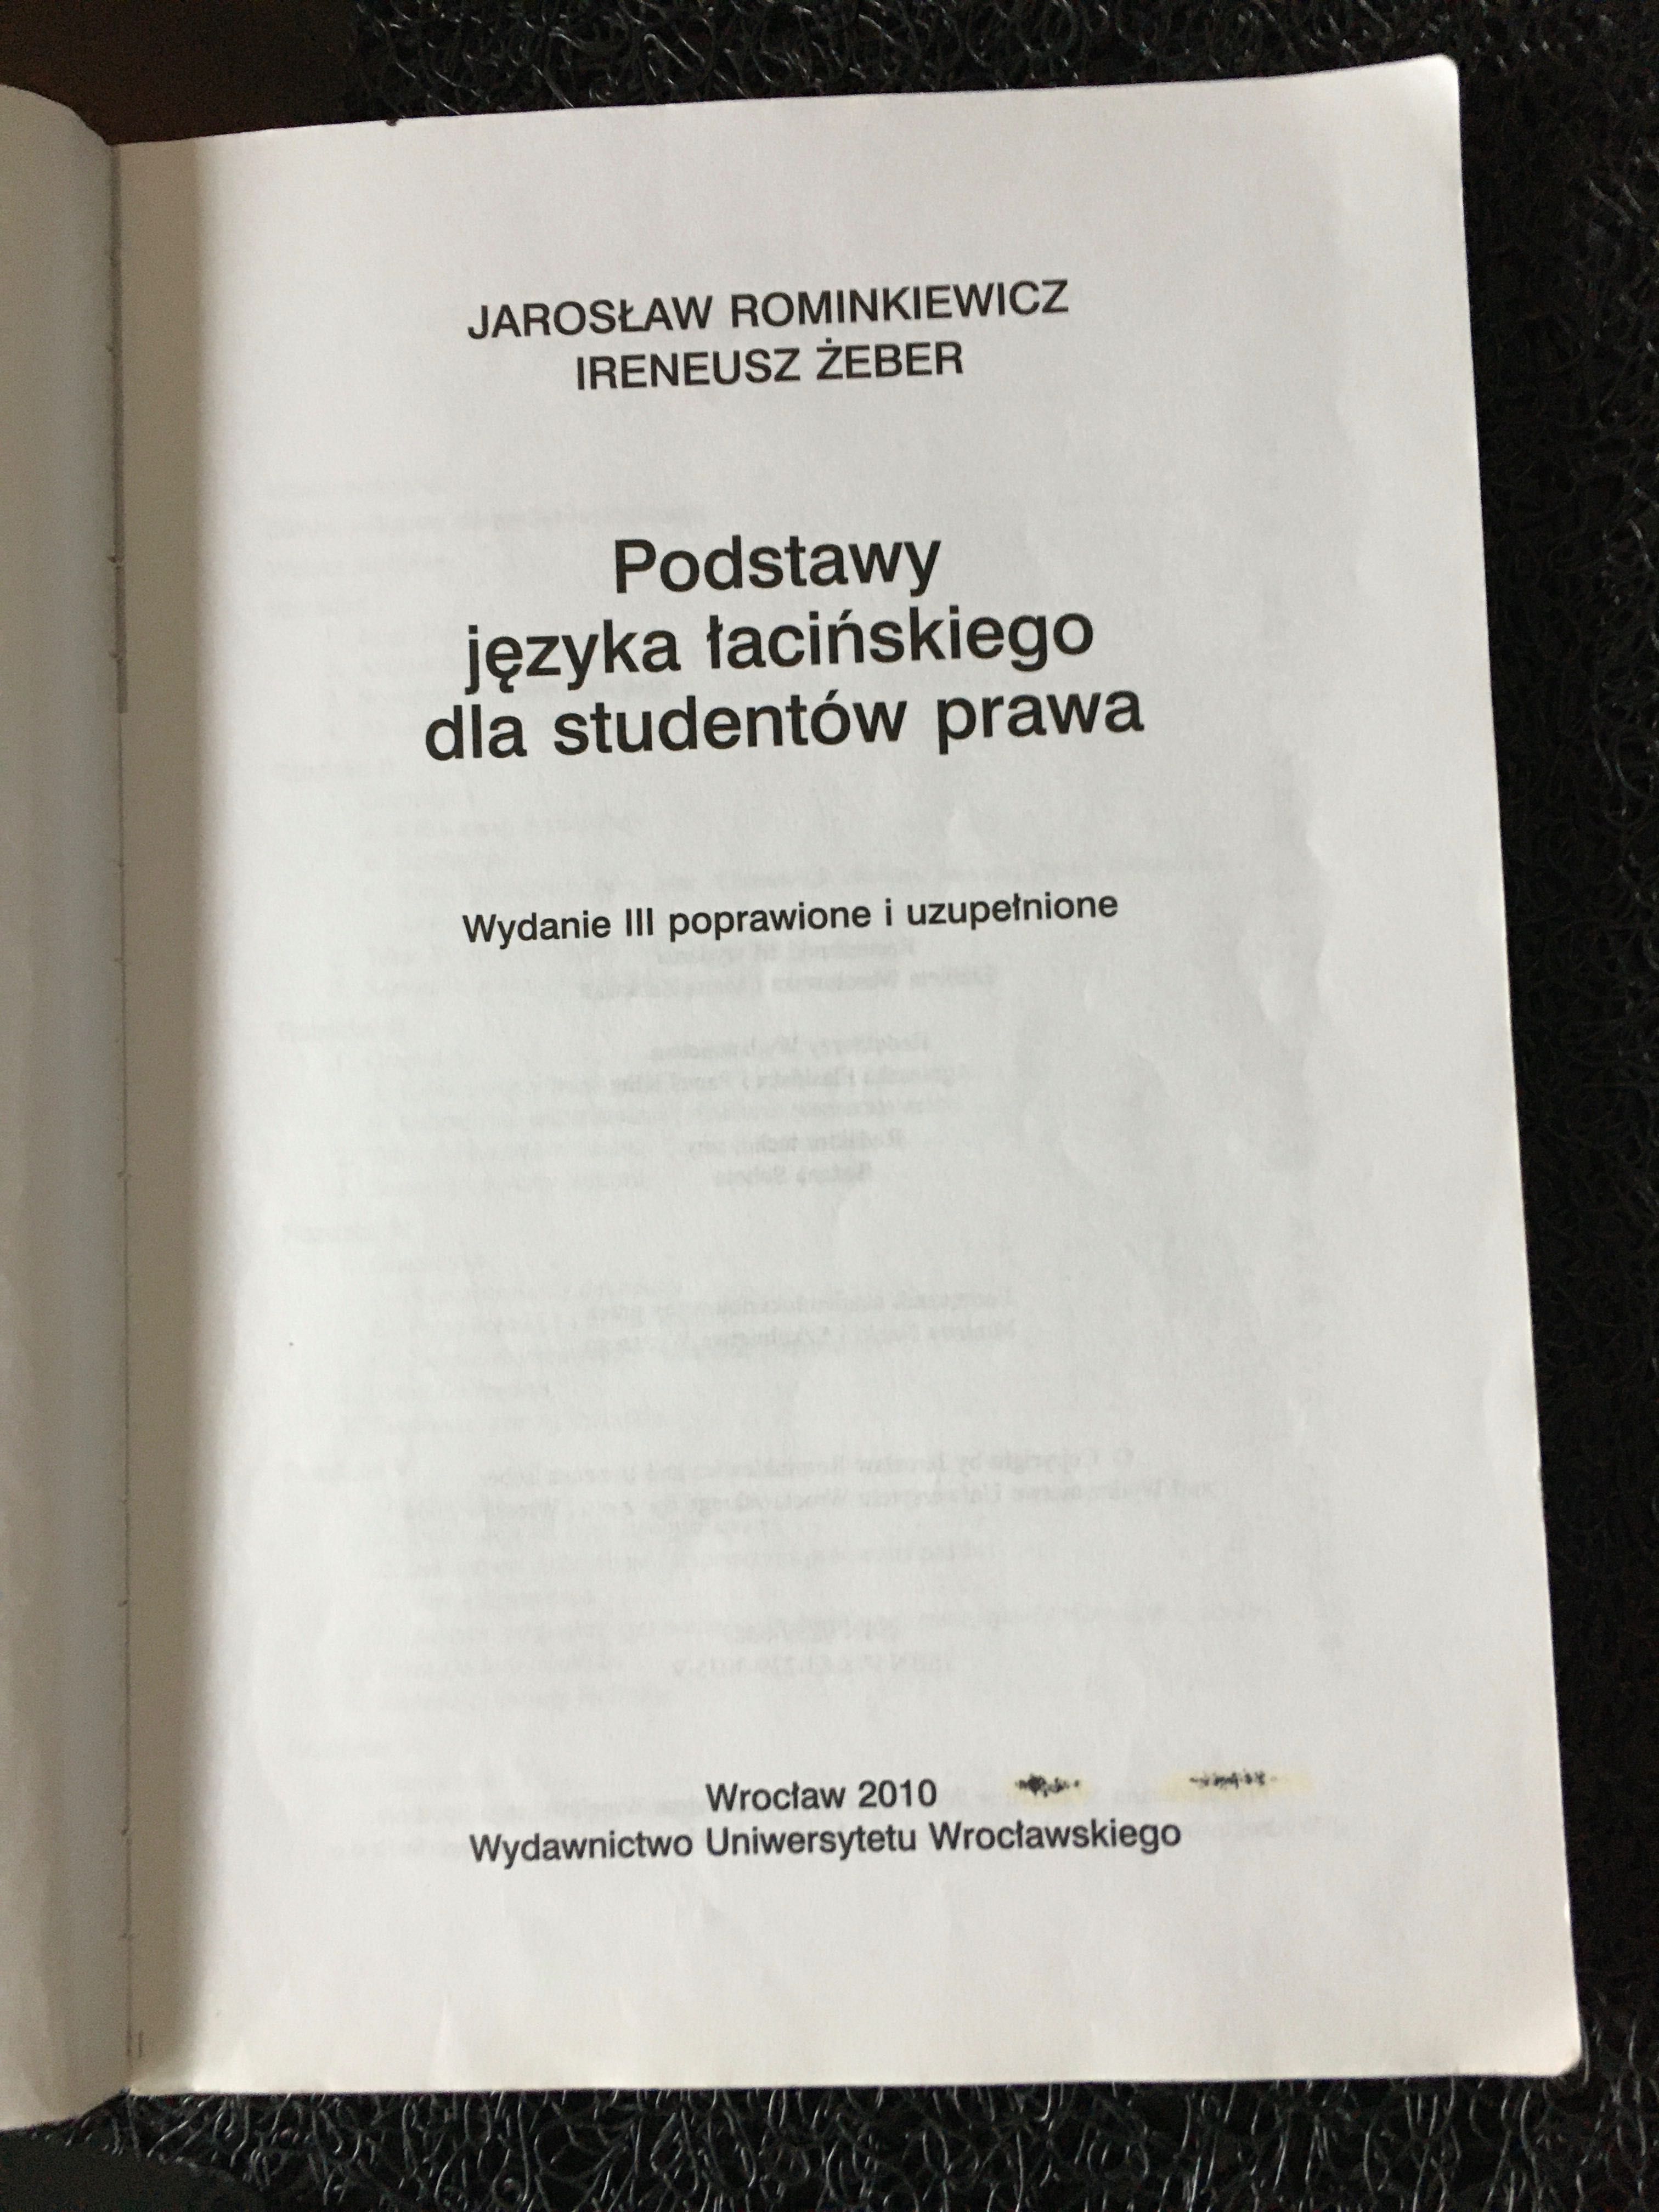 JAROSŁAW ROMINKIEWICZ
IRENEUSZ ŻEBER
Podstawy
języka łacińskiego
dla studentów prawa
Wydanie III poprawione i uzupełnione
Wrocław 2010
Wydawnictwo Uniwersytetu Wrocławskiego